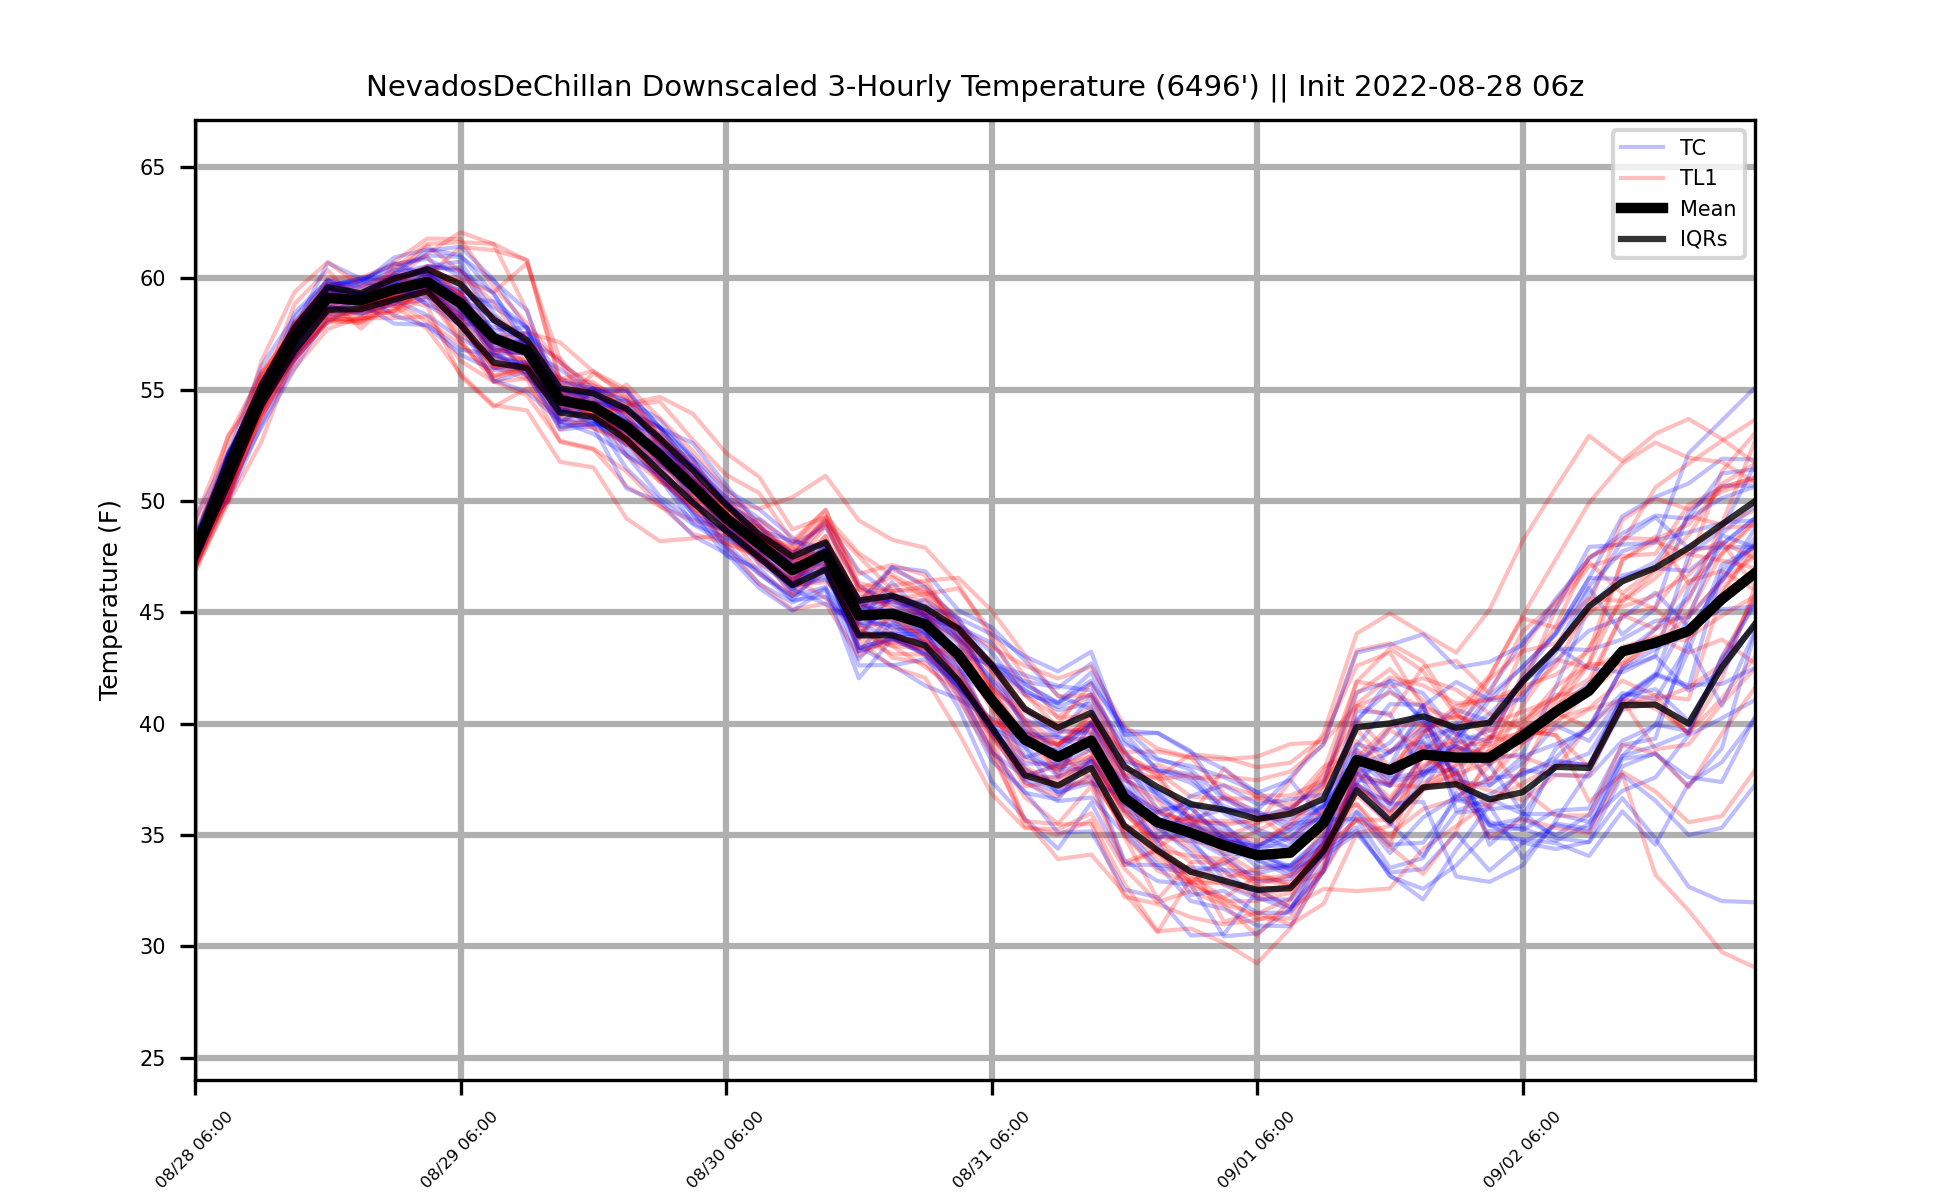 NevadosDeChillan Downscaled 3-Hourly Temperature (6496') || Init 2022-08-28 06z
TC
TL1
Mean
IQRs
Temperature (F)
65
60
55
50
45
40
35
30
25
08/28 06:00
08/29 06:00
08/30 06:00
08/31 06:00
09/01 06:00
09/02 06:00